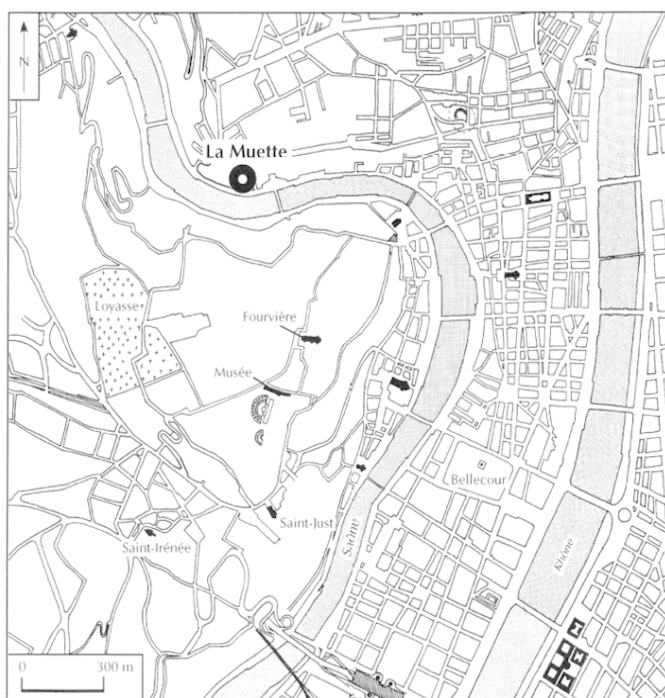 N
La Muette
Loyasse
Fourvière
Musée
Bellecour
Saint-Just
Saône
Rhône
Saint-Irénée
0 300 m